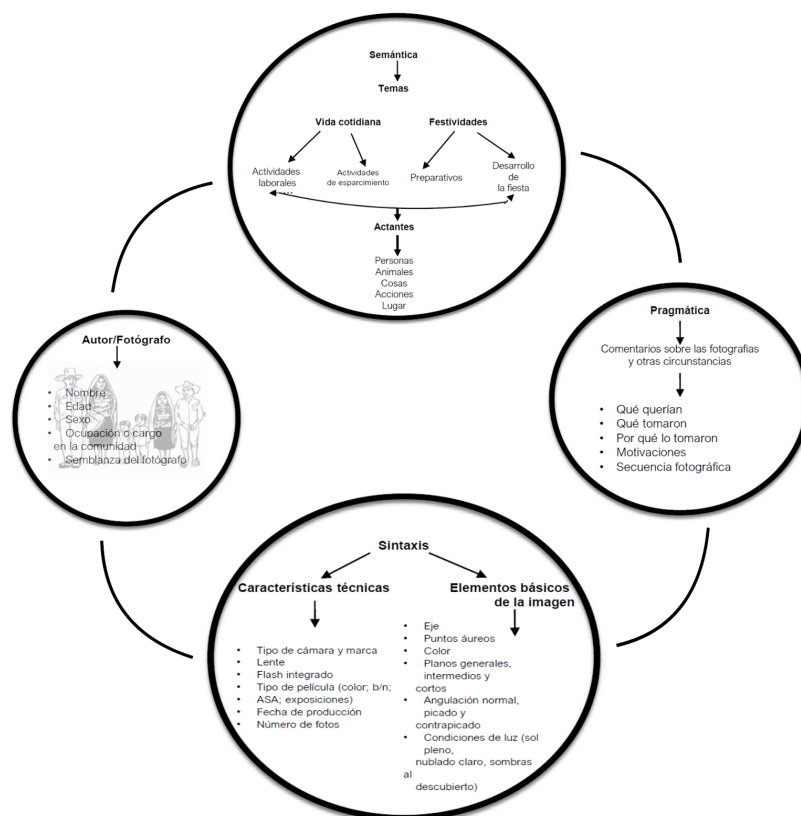 Semántica
Temas
Vida cotidiana
Festividades
Actividades
laborales
Actividades
de esparcimiento
Preparativos
Desarrollo
de
la fiesta
Actantes
Personas
Animales
Cosas
Acciones
Lugar
Autor/Fotógrafo
• Nombre
• Edad
• Sexo
• Ocupación o cargo
en la comunidad
• Semblanza del fotógrafo
Pragmática
Comentarios sobre las fotografías
y otras circunstancias
• Qué querían
• Qué tomaron
• Por qué lo tomaron
• Motivaciones
• Secuencia fotográfica
Sintaxis
Características técnicas
• Tipo de cámara y marca
• Lente
• Flash integrado
• Tipo de película (color; b/n;
• ASA; exposiciones)
• Fecha de producción
• Número de fotos
Elementos básicos
de la imagen
• Eje
• Puntos áureos
• Color
• Planos generales,
intermedios y
cortos
• Angulación normal,
picado y
contrapicado
• Condiciones de luz (sol
pleno,
nublado claro, sombras
al
descubierto)